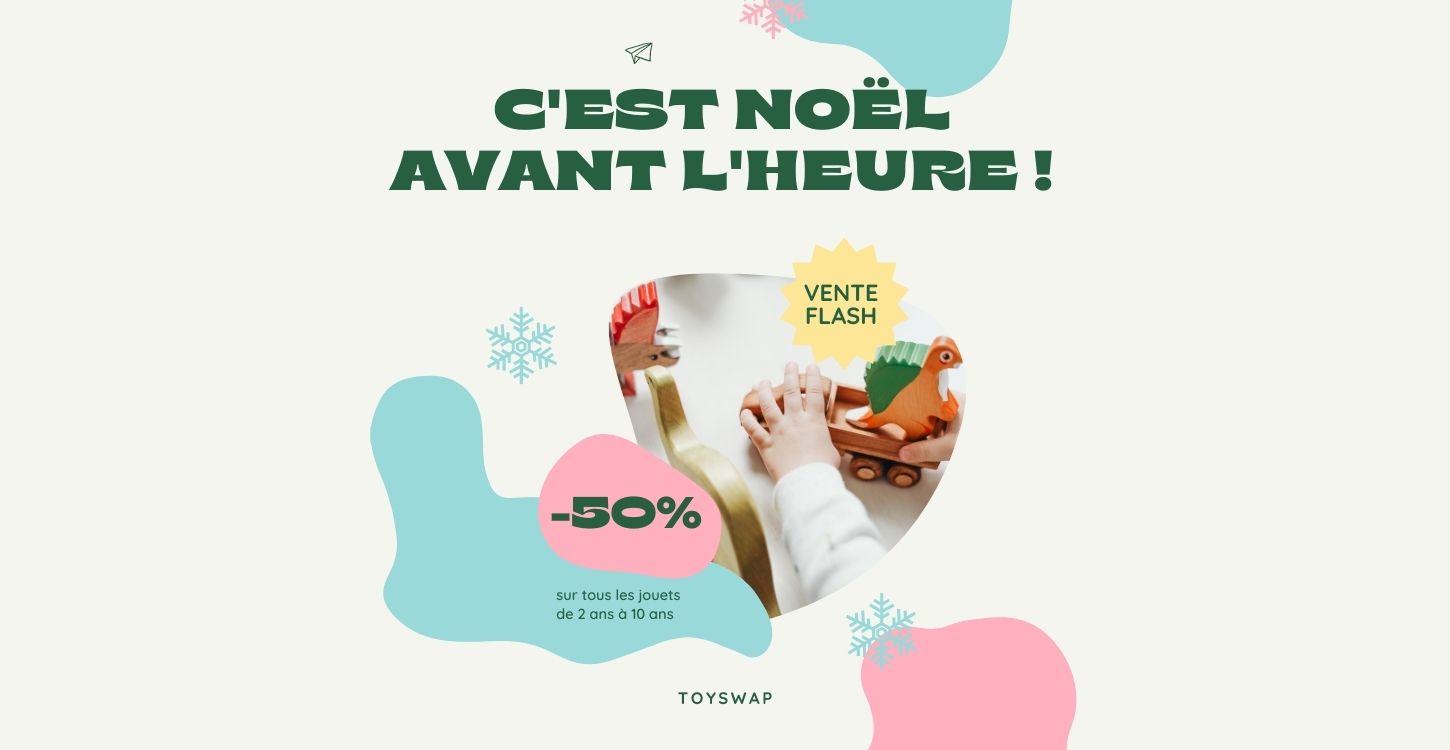 C'EST NOËL
AVANT L'HEURE !
VENTE
FLASH
-50%
sur tous les jouets
de 2 ans à 10 ans
TOYSWAP